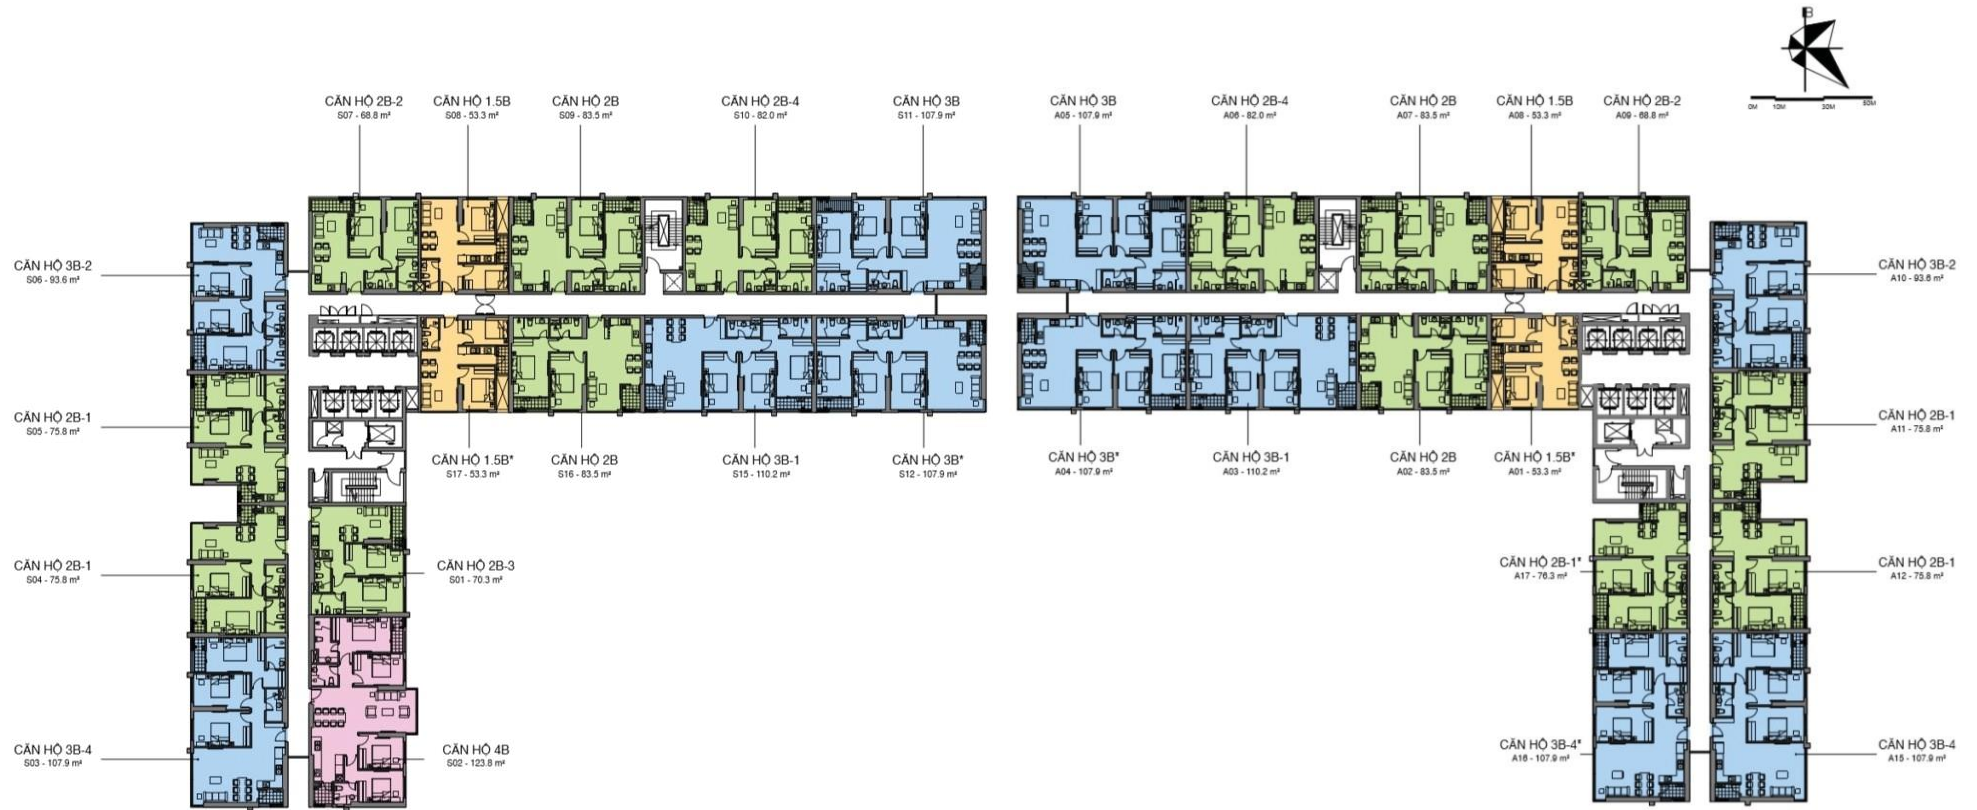 B
0M 10M 30M 50M
CĂN HỘ 2B-2
S07 - 68.8 m²
CĂN HỘ 1.5B
S08 - 53.3 m²
CĂN HỘ 2B
S09 - 83.5 m²
CĂN HỘ 2B-4
S10 - 82.0 m²
CĂN HỘ 3B
S11 - 107.9 m²
CĂN HỘ 3B
A05 - 107.9 m²
CĂN HỘ 2B-4
A06 - 82.0 m²
CĂN HỘ 2B
A07 - 83.5 m²
CĂN HỘ 1.5B
A08 - 53.3 m²
CĂN HỘ 2B-2
A09 - 68.8 m²
CĂN HỘ 3B-2
S06 - 93.6 m²
CĂN HỘ 3B-2
A10 - 93.6 m²
CĂN HỘ 2B-1
S05 - 75.8 m²
CĂN HỘ 2B-1
A11 - 75.8 m²
CĂN HỘ 1.5B*
S17 - 53.3 m²
CĂN HỘ 2B
S16 - 83.5 m²
CĂN HỘ 3B-1
S15 - 110.2 m²
CĂN HỘ 3B*
S12 - 107.9 m²
CĂN HỘ 3B*
A04 - 107.9 m²
CĂN HỘ 3B-1
A03 - 110.2 m²
CĂN HỘ 2B
A02 - 83.5 m²
CĂN HỘ 1.5B*
A01 - 53.3 m²
CĂN HỘ 2B-1
S04 - 75.8 m²
CĂN HỘ 2B-3
S01 - 70.3 m²
CĂN HỘ 2B-1*
A17 - 76.3 m²
CĂN HỘ 2B-1
A12 - 75.8 m²
CĂN HỘ 3B-4
S03 - 107.9 m²
CĂN HỘ 4B
S02 - 123.8 m²
CĂN HỘ 3B-4*
A16 - 107.9 m²
CĂN HỘ 3B-4
A15 - 107.9 m²